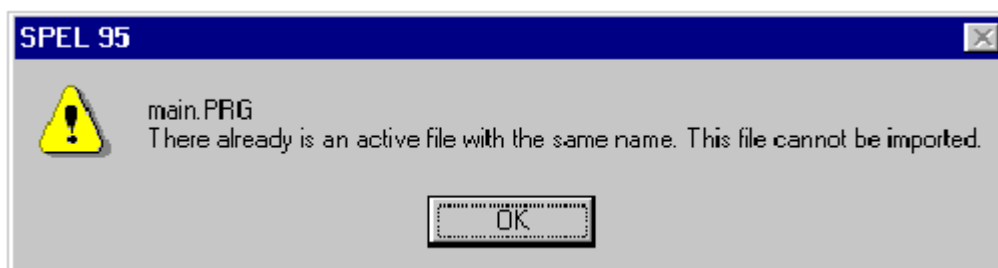 SPEL 95
main.PRG
There already is an active file with the same name. This file cannot be imported.
OK